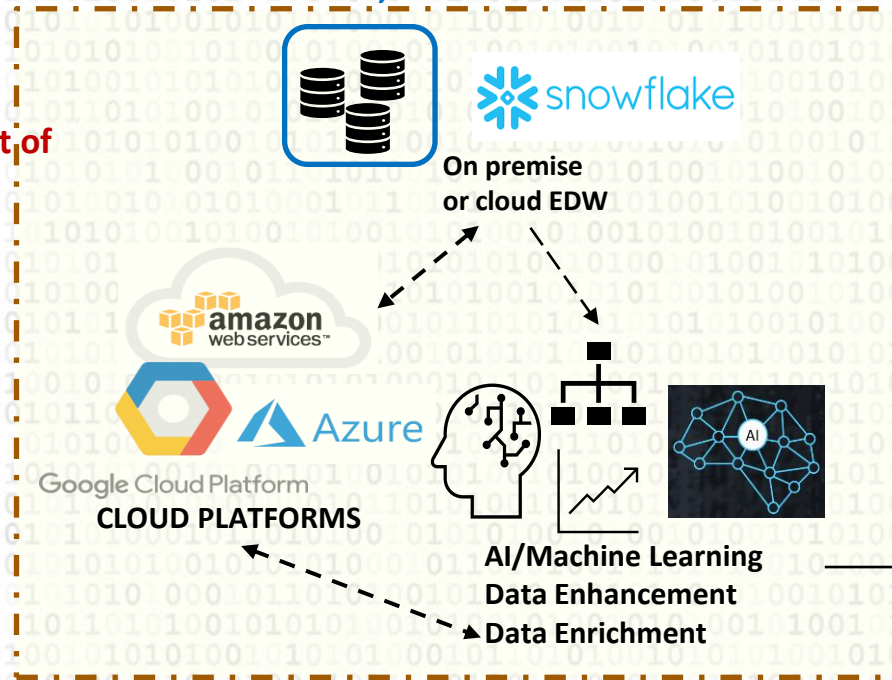 t of
snowflake
On premise
or cloud EDW
amazon
web services™
Azure
Google Cloud Platform
CLOUD PLATFORMS
AI
AI/Machine Learning
Data Enhancement
Data Enrichment